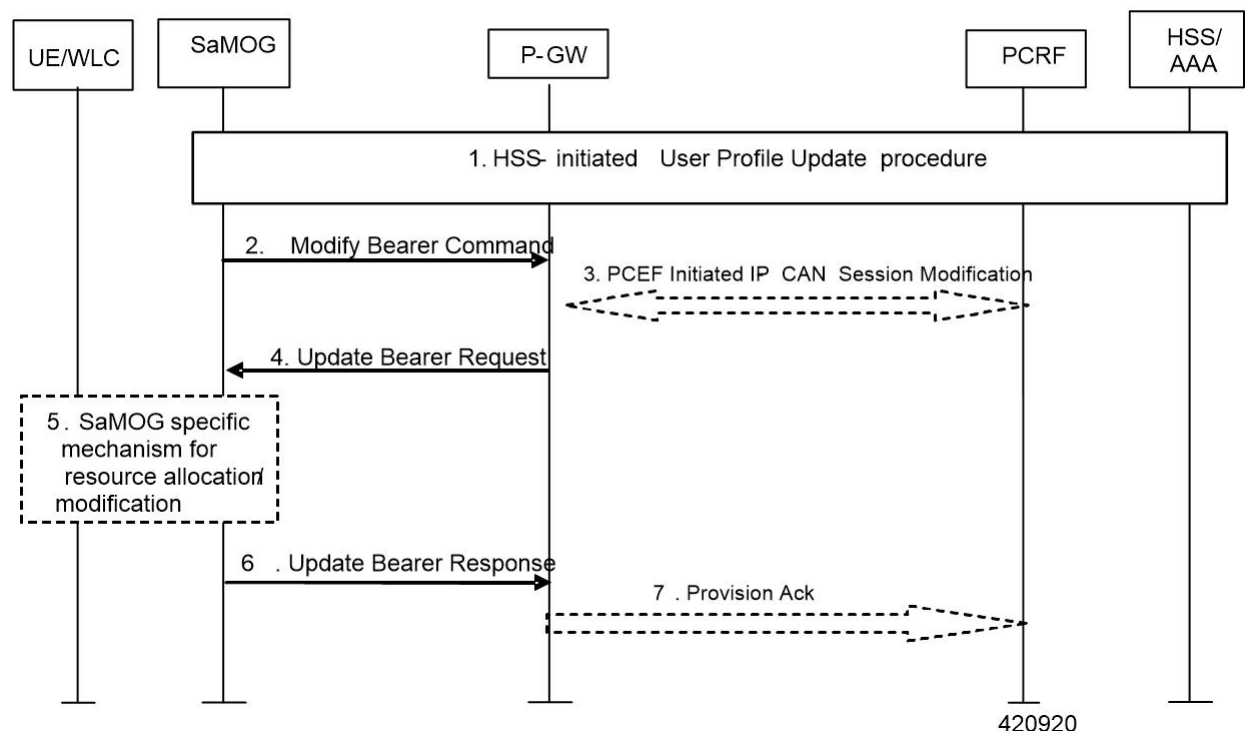 UE/WLC
SaMOG
P-GW
PCRF
HSS/
AAA
1. HSS- initiated User Profile Update procedure
2. Modify Bearer Command
3. PCEF Initiated IP CAN Session Modification
4. Update Bearer Request
5. SaMOG specific
mechanism for
resource allocation/
modification
6 . Update Bearer Response
7 . Provision Ack
420920